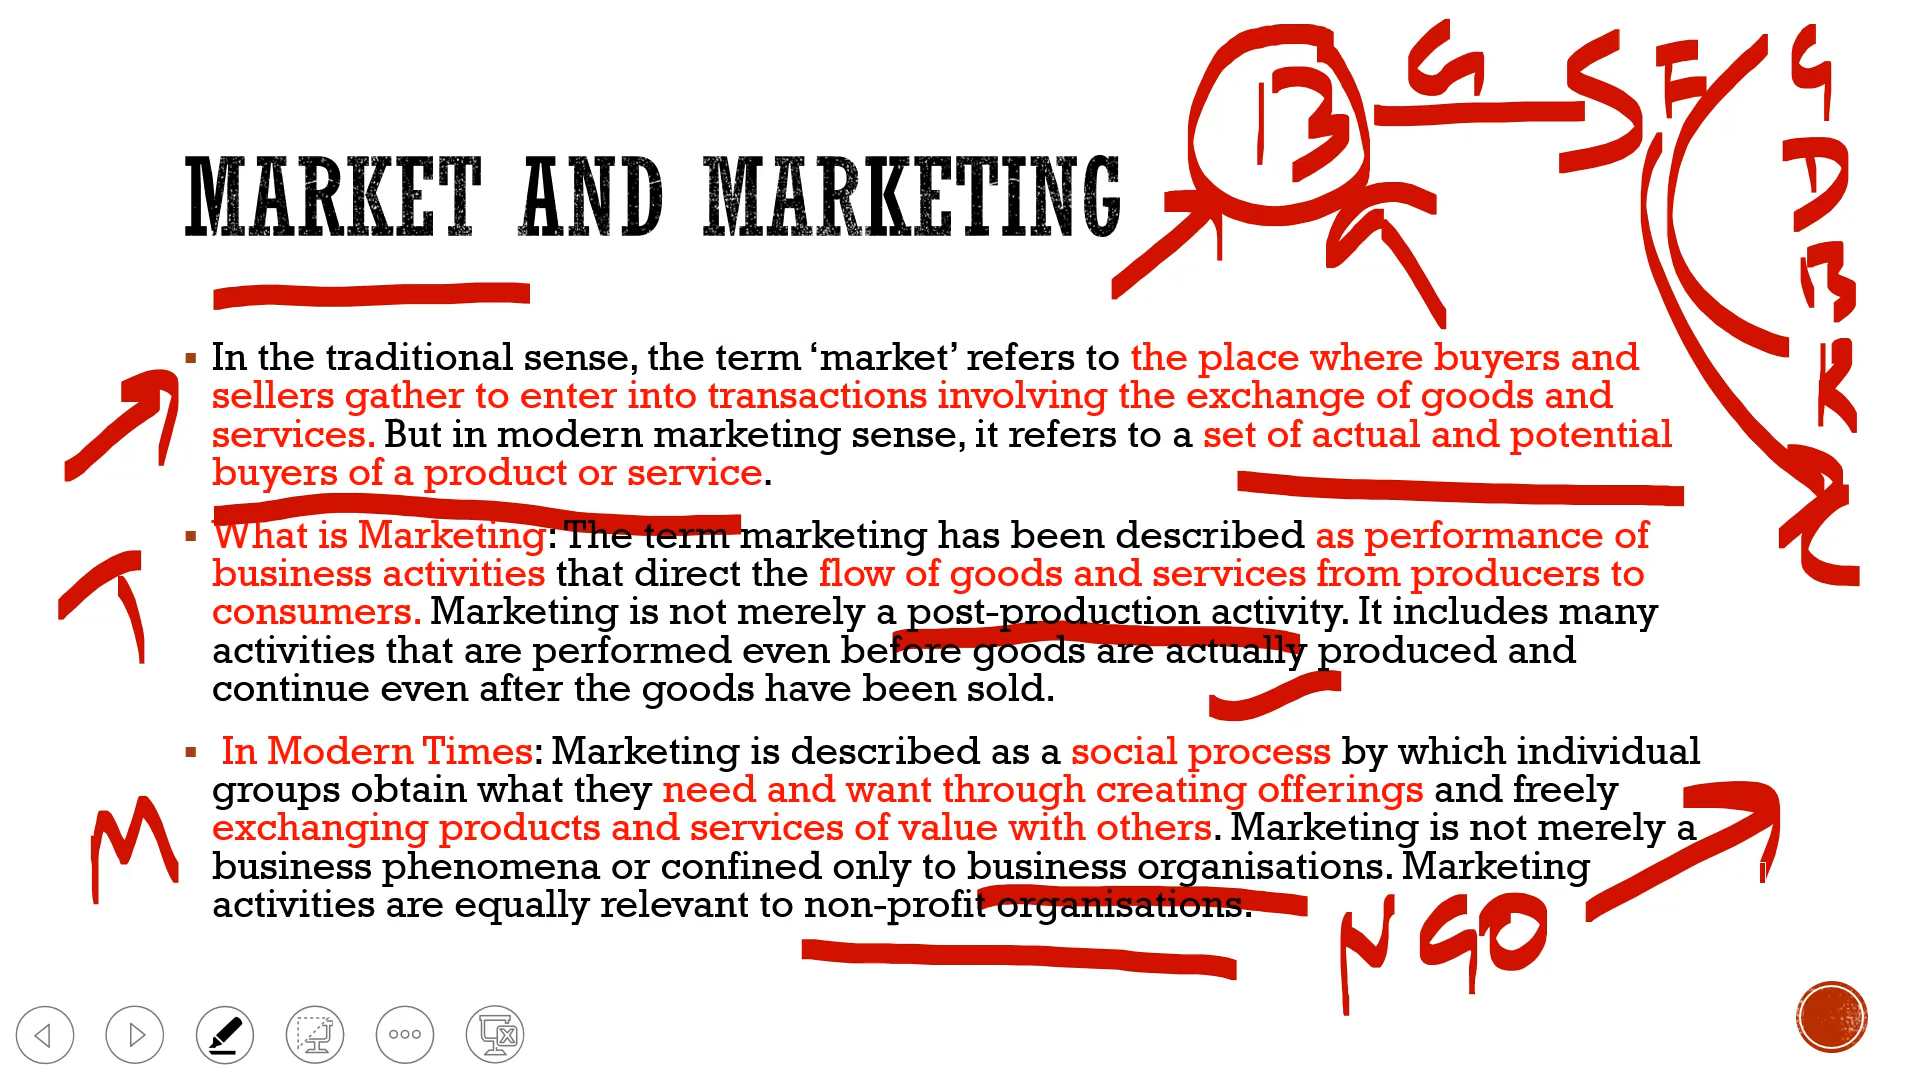 MARKET AND MARKETING
B G S F G
D
B
K
▪ In the traditional sense, the term ‘market’ refers to the place where buyers and
sellers gather to enter into transactions involving the exchange of goods and
services. But in modern marketing sense, it refers to a set of actual and potential
buyers of a product or service.
▪ What is Marketing: The term marketing has been described as performance of
business activities that direct the flow of goods and services from producers to
consumers. Marketing is not merely a post-production activity. It includes many
activities that are performed even before goods are actually produced and
continue even after the goods have been sold.
▪ In Modern Times: Marketing is described as a social process by which individual
groups obtain what they need and want through creating offerings and freely
exchanging products and services of value with others. Marketing is not merely a
M
business phenomena or confined only to business organisations. Marketing
activities are equally relevant to non-profit organisations.
NGO